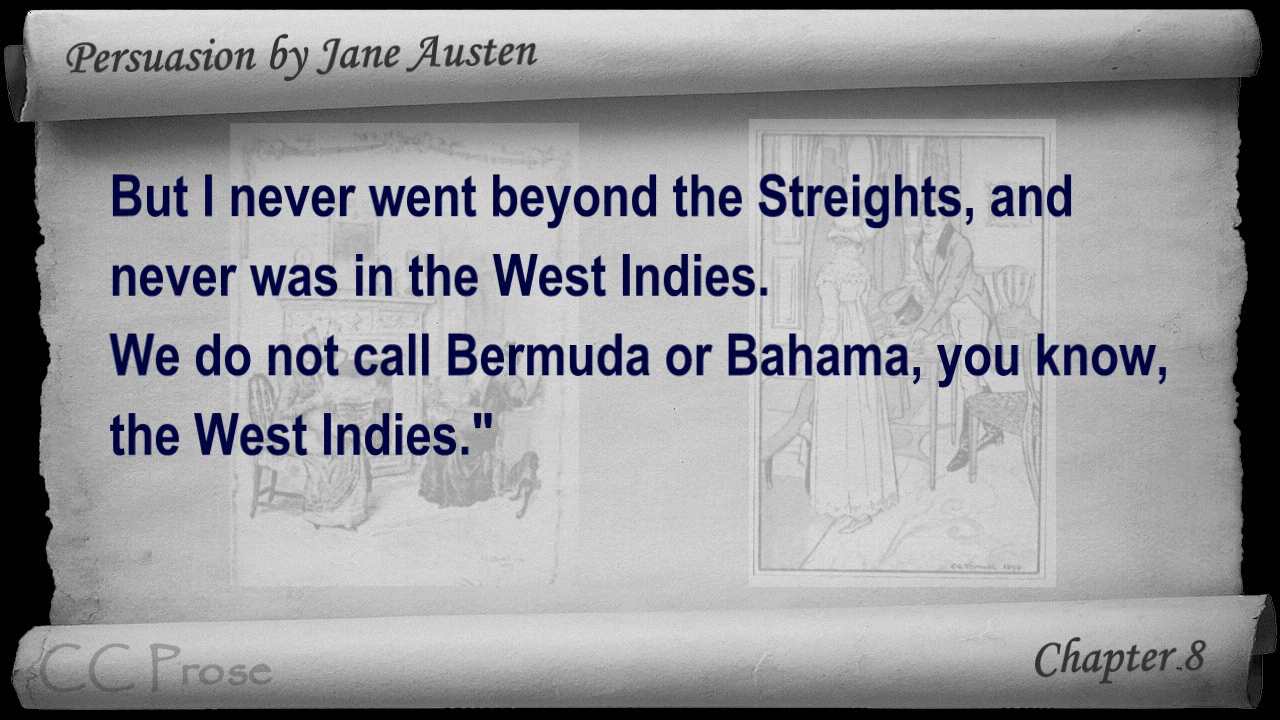 Persuasion by Jane Austen
But I never went beyond the Streights, and
never was in the West Indies.
We do not call Bermuda or Bahama, you know,
the West Indies."
CC Prose
Chapter 8